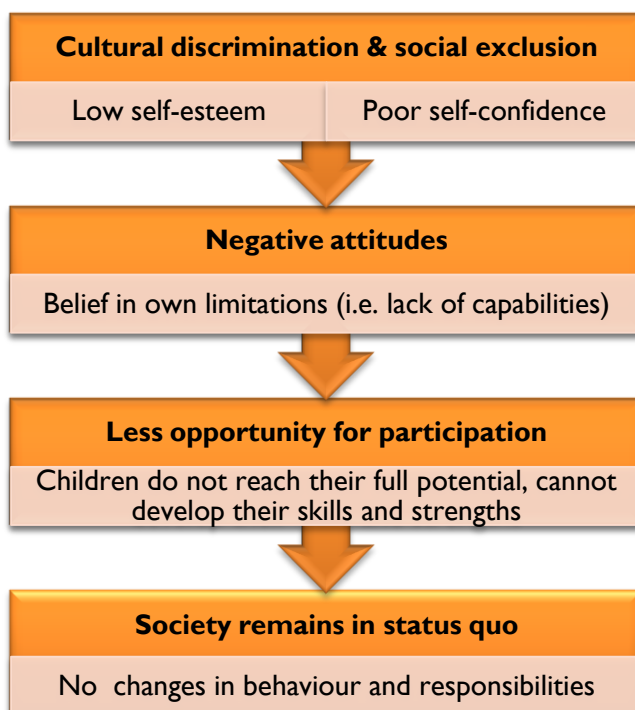 Cultural discrimination & social exclusion
Low self-esteem
Poor self-confidence
Negative attitudes
Belief in own limitations (i.e. lack of capabilities)
Less opportunity for participation
Children do not reach their full potential, cannot
develop their skills and strengths
Society remains in status quo
No changes in behaviour and responsibilities